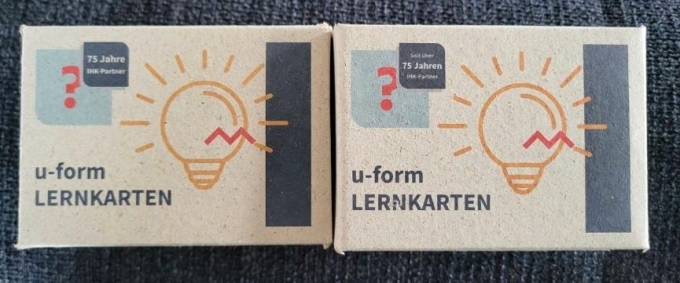 ?
75 Jahre
IHK-Partner
u-form
LERNKARTEN
?
Seit über
75 Jahren
IHK-Partner
u-form
LERNKARTEN